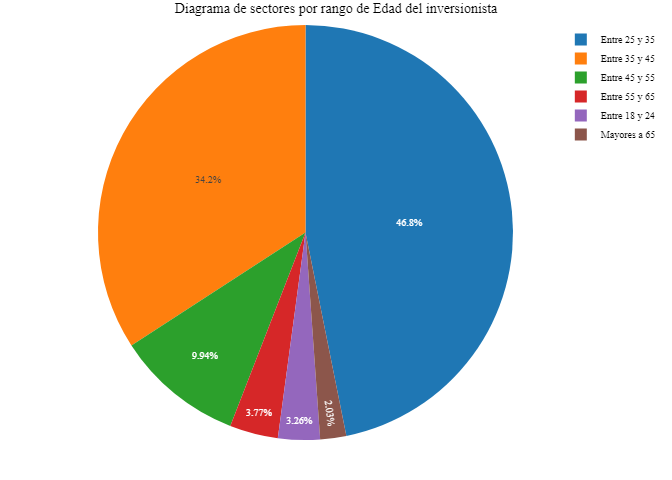 Diagrama de sectores por rango de Edad del inversionista
Entre 25 y 35
Entre 35 y 45
Entre 45 y 55
Entre 55 y 65
Entre 18 y 24
Mayores a 65
34.2%
46.8%
9.94%
3.77%
3.26%
2.03%